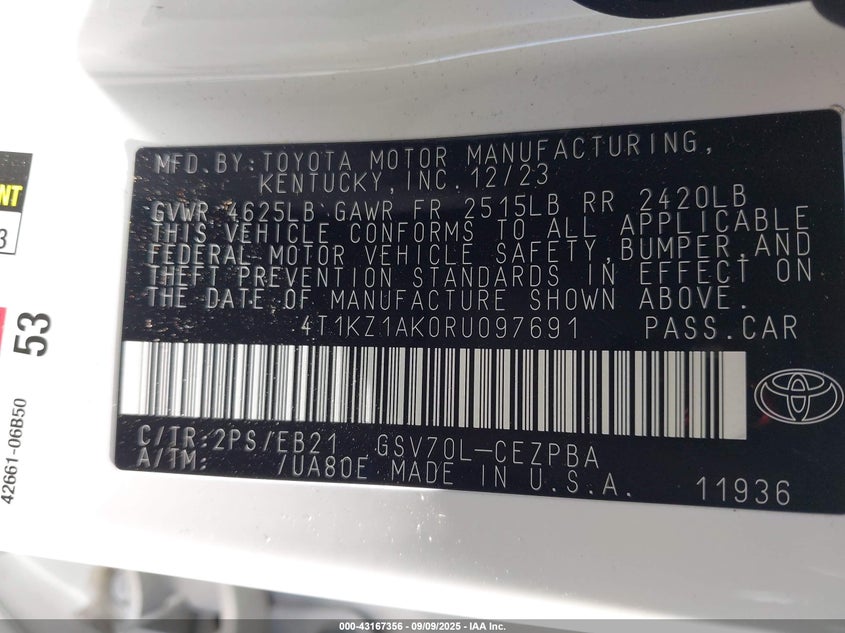 MFD.BY:TOYOTA MOTOR MANUFACTURING,
KENTUCKY,INC.12/23
GVWR 4625LB GAWR FR 2515LB RR 2420LB
THIS VEHICLE CONFORMS TO ALL APPLICABLE
FEDERAL MOTOR VEHICLE SAFETY,BUMPER,AND
THEFT PREVENTION STANDARDS IN EFFECT ON
THE DATE OF MANUFACTURE SHOWN ABOVE.
4T1KZ1AK0RU097691 PASS.CAR
C/TR:2PS/EB21 GSV70L-CEZPBA
A/TM: /UA80E MADE IN U.S.A. 11936
53
42661-06B50
000-43167356 - 09/09/2025 - IAA Inc.